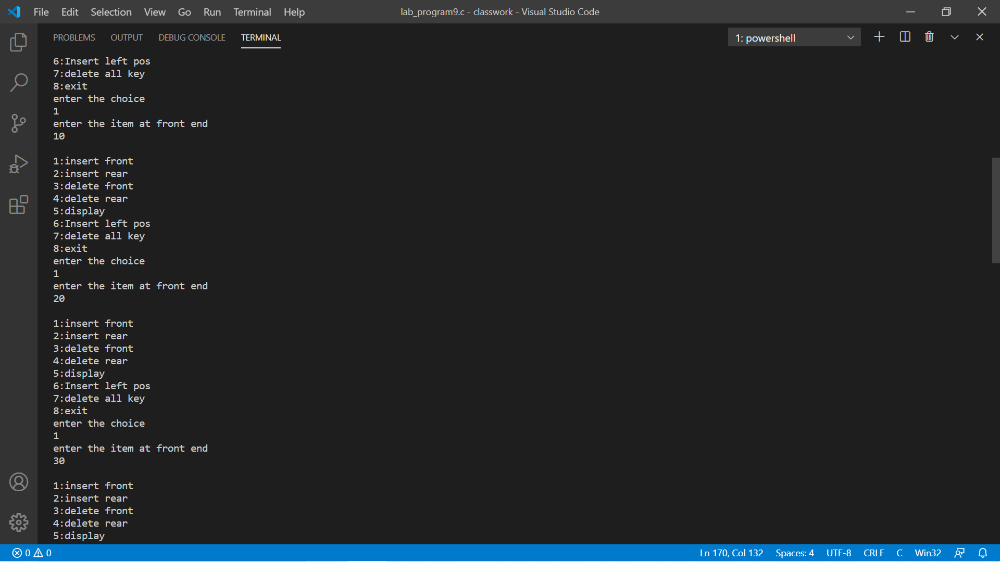 File Edit Selection View Go Run Terminal Help lab_program9.c - classwork - Visual Studio Code
PROBLEMS OUTPUT DEBUG CONSOLE TERMINAL 1: powershell
6:Insert left pos
7:delete all key
8:exit
enter the choice
1
enter the item at front end
10
1:insert front
2:insert rear
3:delete front
4:delete rear
5:display
6:Insert left pos
7:delete all key
8:exit
enter the choice
1
enter the item at front end
20
1:insert front
2:insert rear
3:delete front
4:delete rear
5:display
6:Insert left pos
7:delete all key
8:exit
enter the choice
1
enter the item at front end
30
1:insert front
2:insert rear
3:delete front
4:delete rear
5:display
0 0 Ln 170, Col 132 Spaces: 4 UTF-8 CRLF C Win32